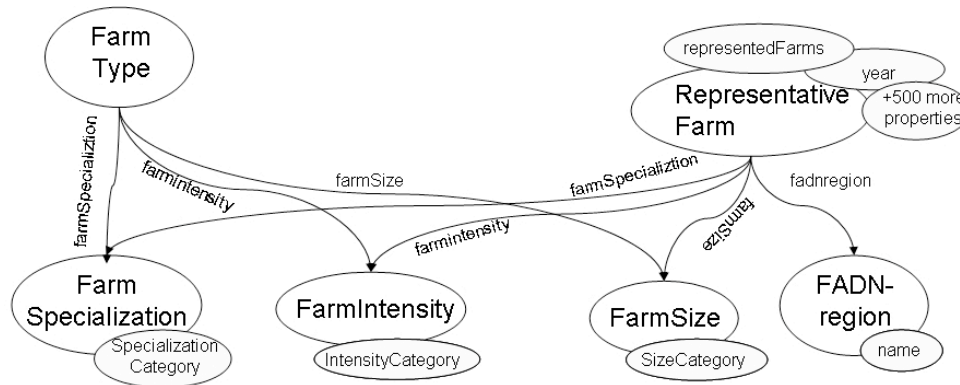 Farm
Type
representedFarms
year
Representative
Farm
+500 more
properties
farmSpecializtion
farmintensity
farmSize
farmSpecializtion
farmintensity
farmSize
fadnregion
Farm
Specialization
Specialization
Category
FarmIntensity
IntensityCategory
FarmSize
SizeCategory
FADN-
region
name